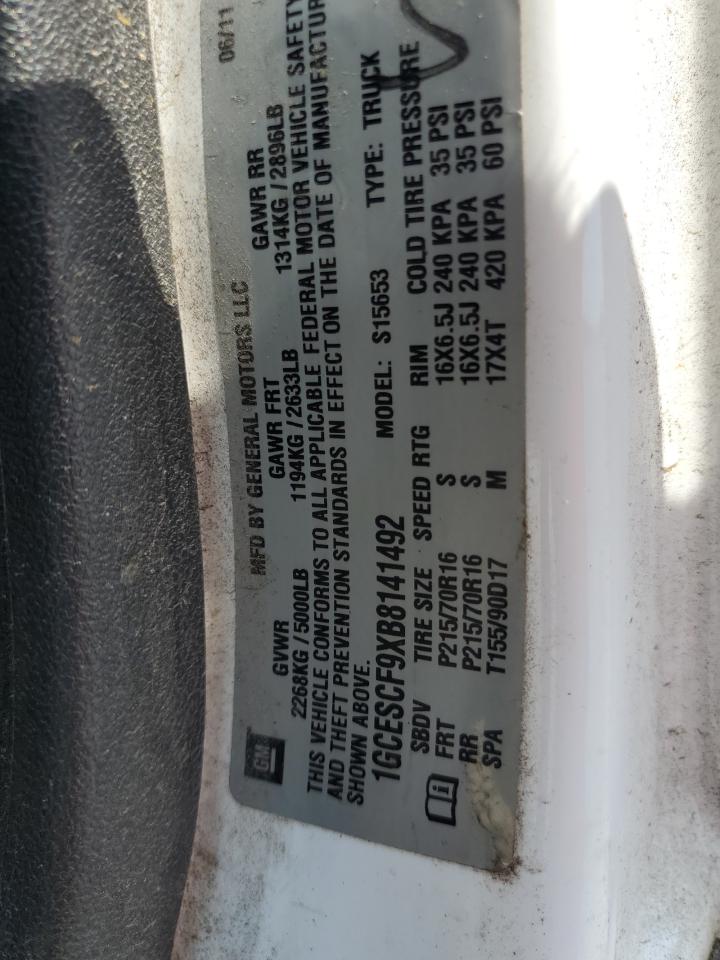 GM
MFD BY GENERAL MOTORS LLC 06/11
GVWR GAWR FRT GAWR RR
2268KG/5000LB 1194KG/2633LB 1314KG/2896LB
THIS VEHICLE CONFORMS TO ALL APPLICABLE FEDERAL MOTOR VEHICLE SAFETY
AND THEFT PREVENTION STANDARDS IN EFFECT ON THE DATE OF MANUFACTUR
SHOWN ABOVE.
1GCESCF9XB8141492 MODEL: S15653 TYPE: TRUCK
SBDV TIRE SIZE SPEED RTG RIM COLD TIRE PRESSURE
FRT P215/70R16 S 16X6.5J 240 KPA 35 PSI
RR P215/70R16 S 16X6.5J 240 KPA 35 PSI
SPA T155/90D17 M 17X4T 420 KPA 60 PSI